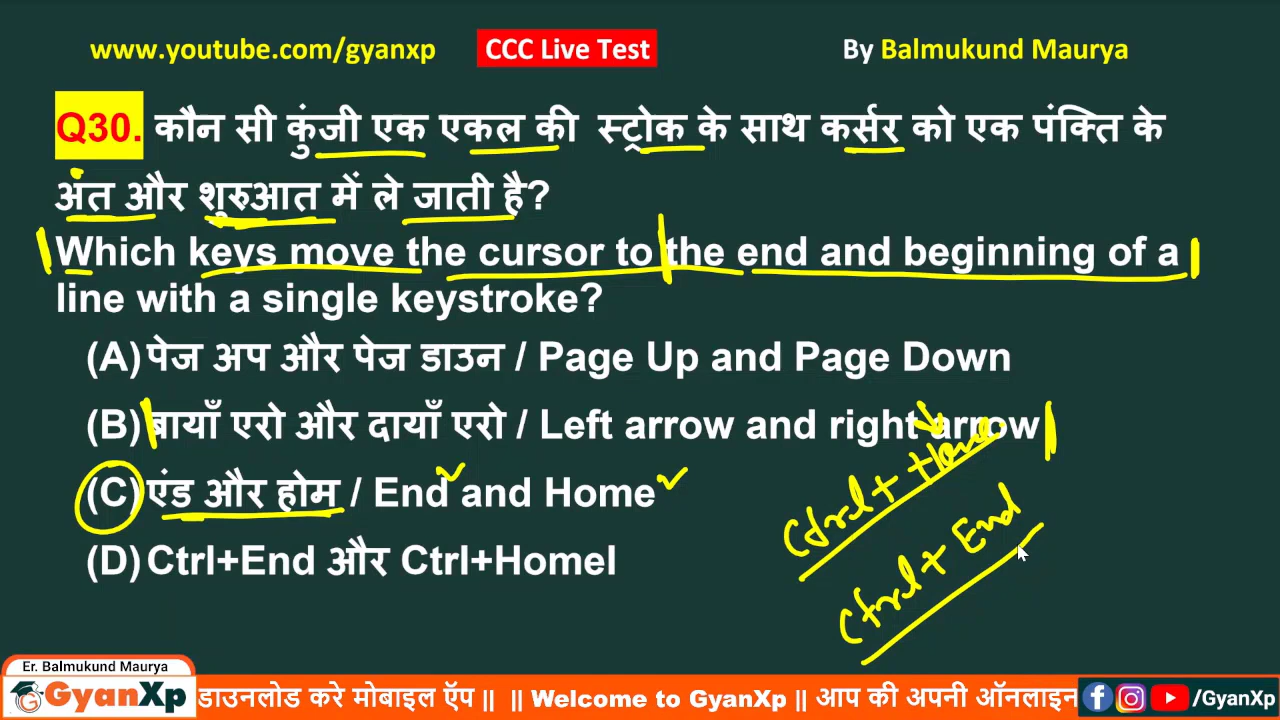 www.youtube.com/gyanxp CCC Live Test By Balmukund Maurya
Q30. कौन सी कुंजी एक एकल की स्ट्रोक के साथ कर्सर को एक पंक्ति के
अंत और शुरुआत में ले जाती है?
Which keys move the cursor to the end and beginning of a
line with a single keystroke?
(A) पेज अप और पेज डाउन / Page Up and Page Down
(B) बायाँ एरो और दायाँ एरो / Left arrow and right arrow
(C) एंड और होम / End and Home
(D) Ctrl+End और Ctrl+Homel
Ctrl + Home
Ctrl + End
Er. Balmukund Maurya
GyanXp डाउनलोड करे मोबाइल ऍप || || Welcome to GyanXp || आप की अपनी ऑनलाइन /GyanXp